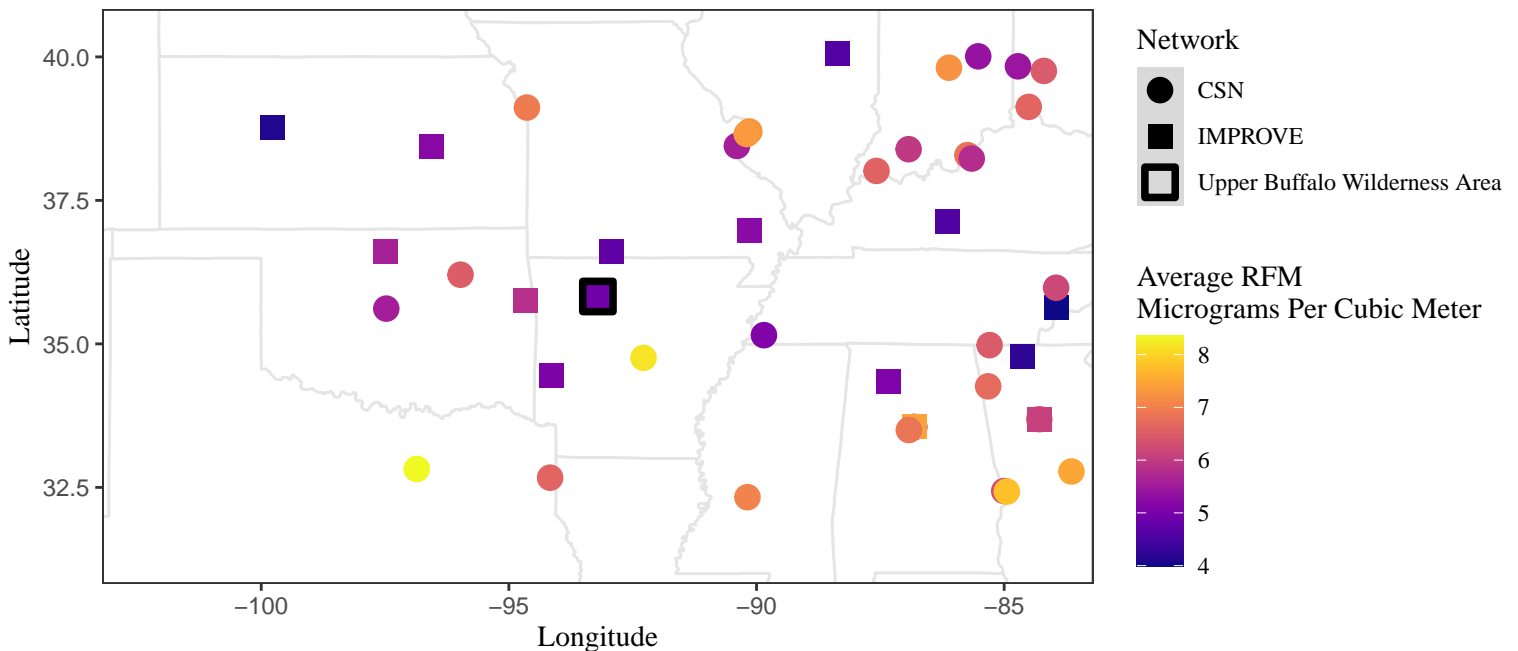 40.0
37.5
35.0
32.5
Latitude
−100
−95
−90
−85
Longitude
Network
CSN
IMPROVE
Upper Buffalo Wilderness Area
Average RFM
Micrograms Per Cubic Meter
8
7
6
5
4